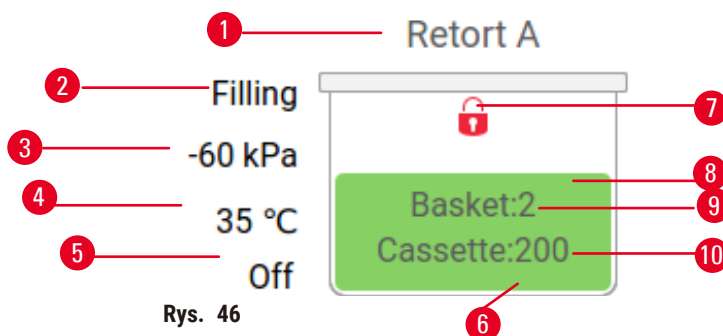 1 Retort A
2 Filling 7
3 -60 kPa 8
4 35 °C Basket:2 9
5 Off Cassette:200 10
Rys. 46 6